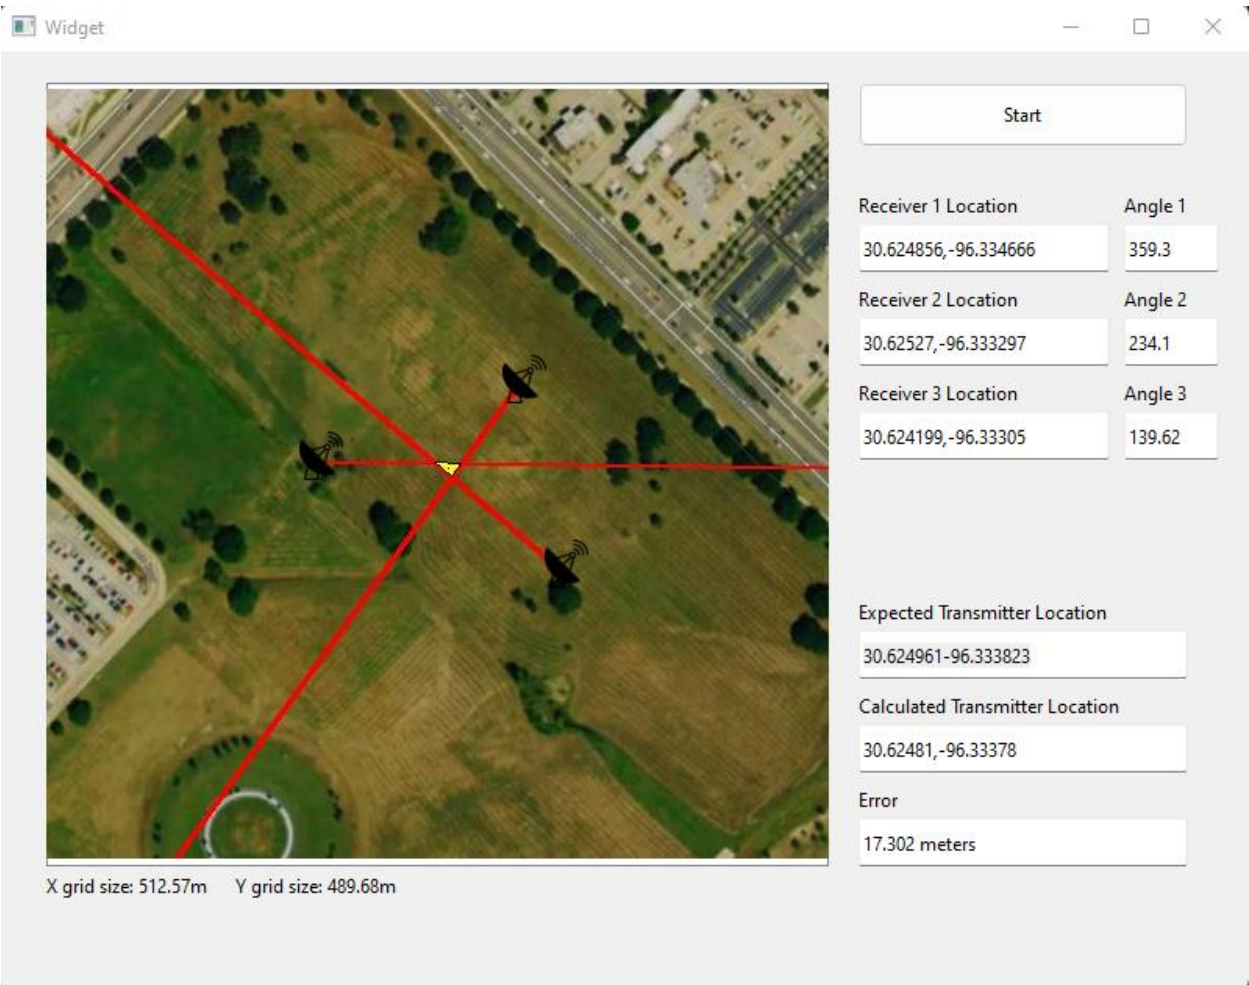 Widget
Start
Receiver 1 Location
Angle 1
30.624856,-96.334666
359.3
Receiver 2 Location
Angle 2
30.62527,-96.333297
234.1
Receiver 3 Location
Angle 3
30.624199,-96.33305
139.62
Expected Transmitter Location
30.624961-96.333823
Calculated Transmitter Location
30.62481,-96.33378
Error
17.302 meters
X grid size: 512.57m Y grid size: 489.68m